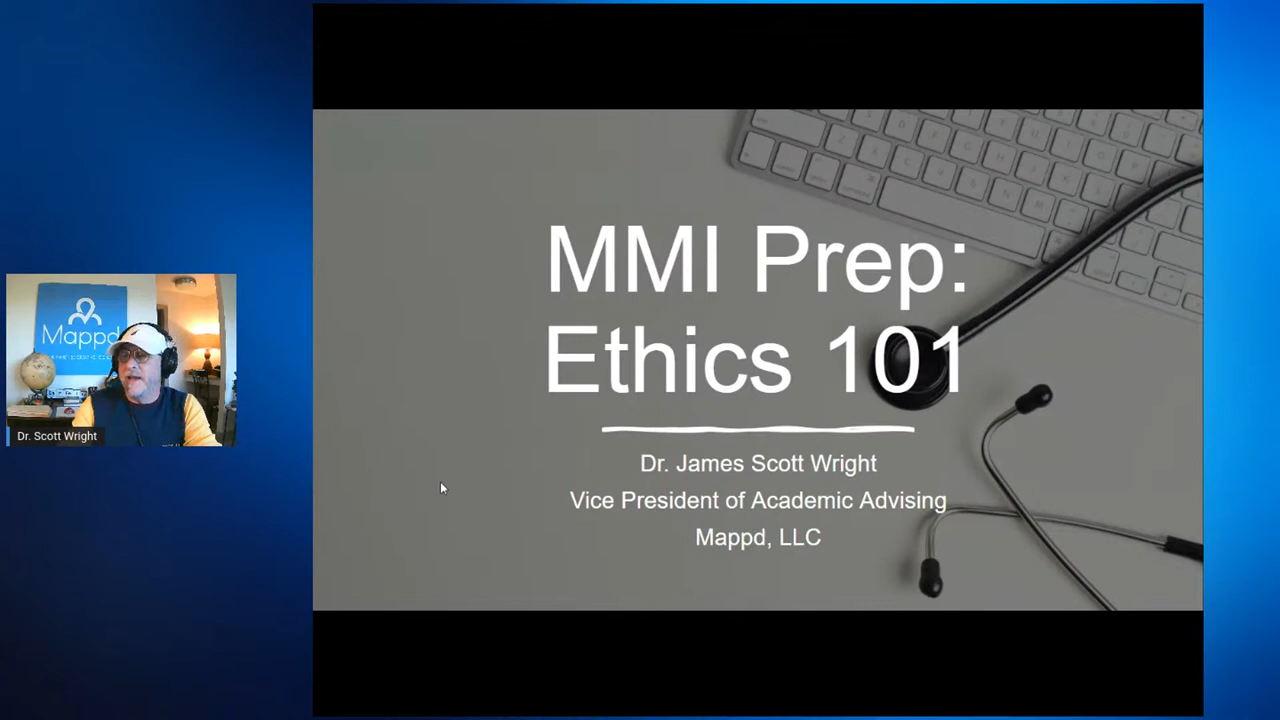 MMI Prep:
Ethics 101
Dr. James Scott Wright
Vice President of Academic Advising
Mappd, LLC
Mappd
Dr. Scott Wright